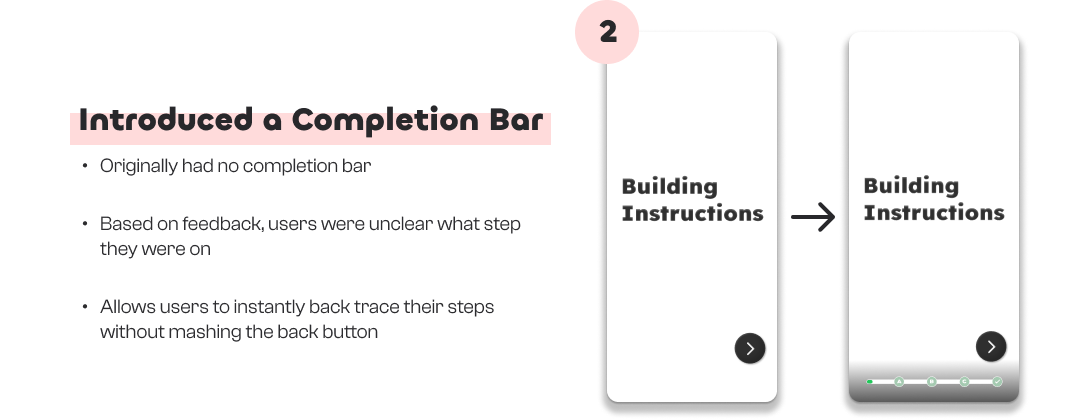 2
Introduced a Completion Bar
• Originally had no completion bar
• Based on feedback, users were unclear what step
they were on
• Allows users to instantly back trace their steps
without mashing the back button
Building
Instructions
Building
Instructions
A B C